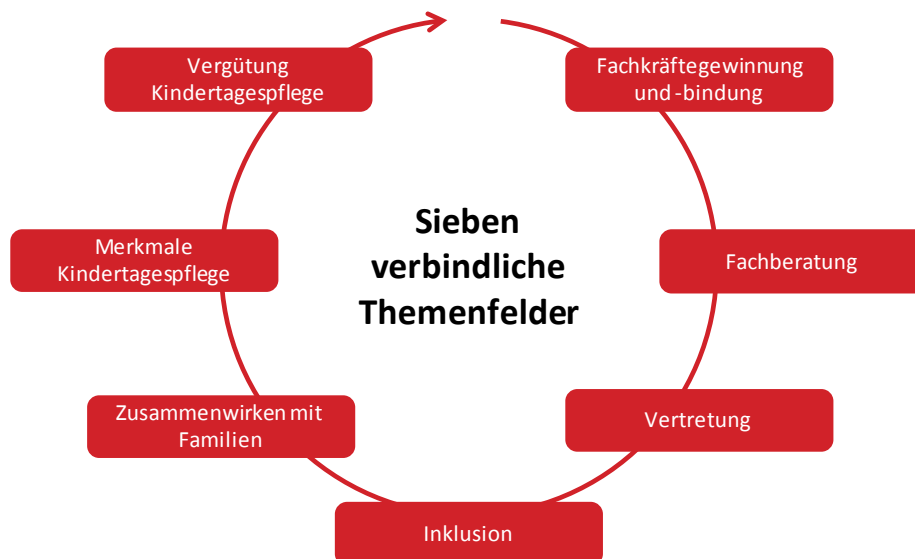 Vergütung
Kindertagespflege
Fachkräftegewinnung
und -bindung
Sieben
verbindliche
Themenfelder
Merkmale
Kindertagespflege
Fachberatung
Zusammenwirken mit
Familien
Vertretung
Inklusion